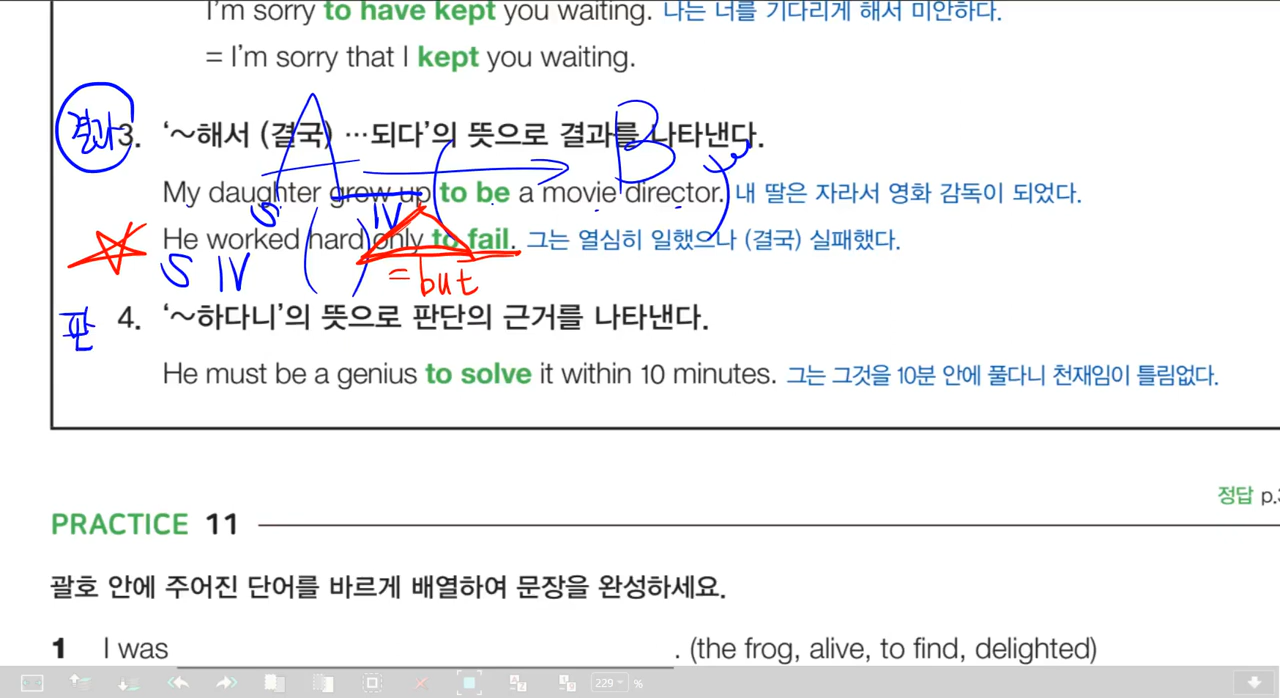 I'm sorry to have kept you waiting. 나는 너를 기다리게 해서 미안하다.
= I'm sorry that I kept you waiting.
결과 3. '~해서 (결국) …되다'의 뜻으로 결과를 나타낸다.
A → B
My daughter grew up to be a movie director. 내 딸은 자라서 영화 감독이 되었다.
S IV
He worked hard only to fail. 그는 열심히 일했으나 (결국) 실패했다.
S IV ( ) = but
판 4. '~하다니'의 뜻으로 판단의 근거를 나타낸다.
He must be a genius to solve it within 10 minutes. 그는 그것을 10분 안에 풀다니 천재임이 틀림없다.
정답 p.3
PRACTICE 11
괄호 안에 주어진 단어를 바르게 배열하여 문장을 완성하세요.
1 I was . (the frog, alive, to find, delighted)
229 %